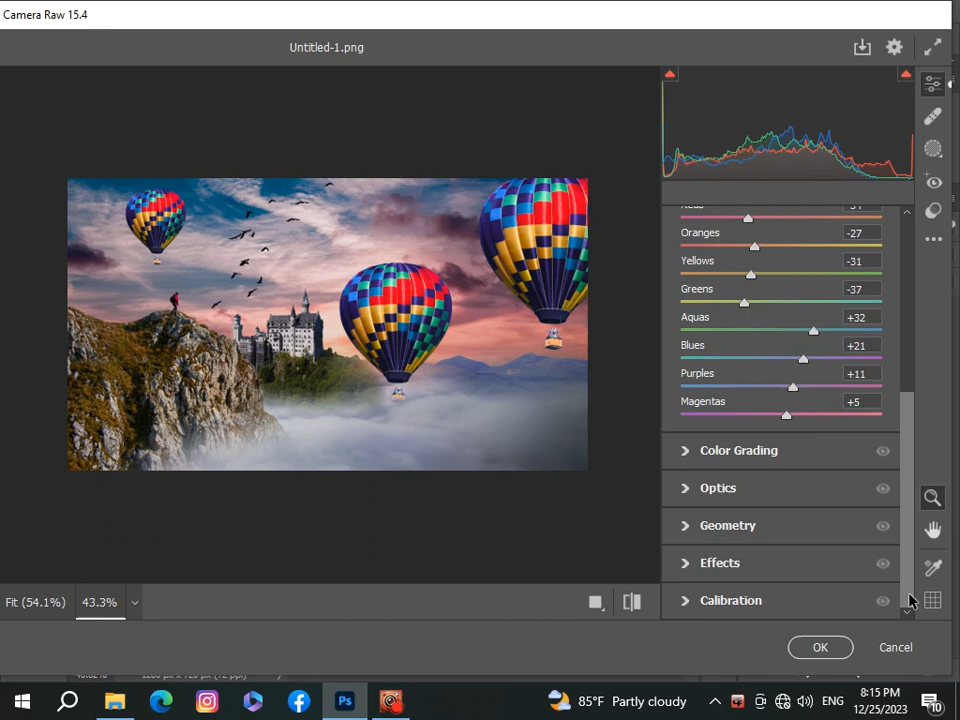 Camera Raw 15.4
Untitled-1.png
Oranges -27
Yellows -31
Greens -37
Aquas +32
Blues +21
Purples +11
Magentas +5
Color Grading
Optics
Geometry
Effects
Calibration
Fit (54.1%) 43.3%
OK Cancel
Ps 85°F Partly cloudy ENG 8:15 PM
12/25/2023 10